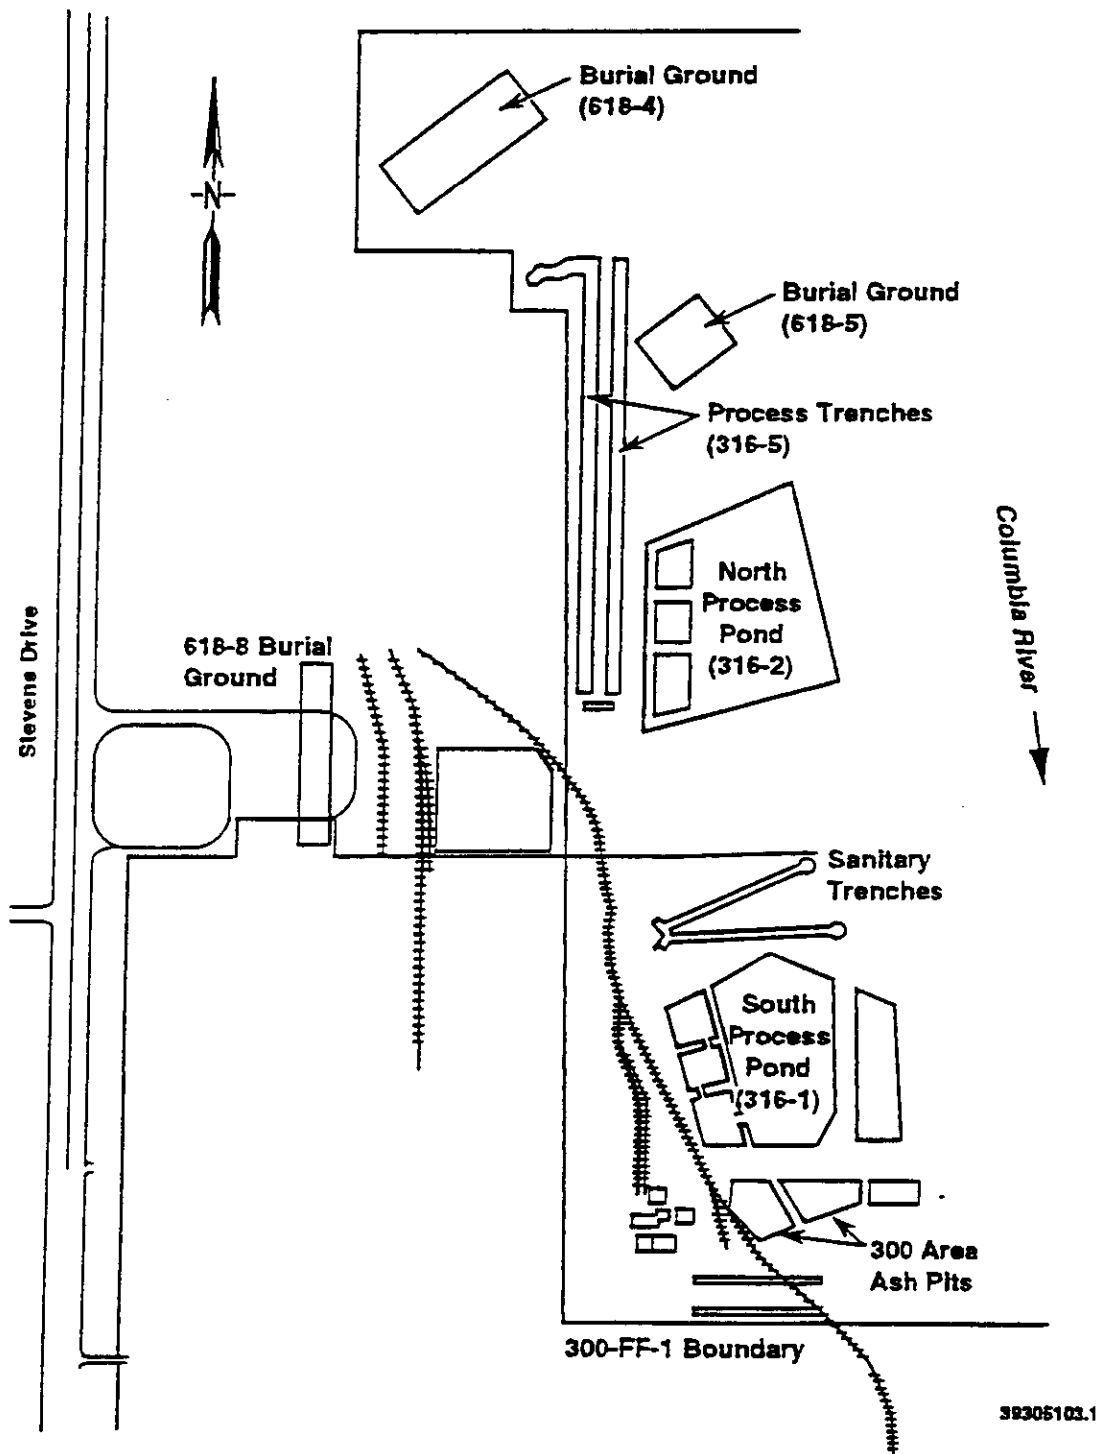 Burial Ground
(618-4)
N
Burial Ground
(618-5)
Process Trenches
(316-5)
Columbia River
North
Process
Pond
(316-2)
Stevens Drive
618-8 Burial
Ground
Sanitary
Trenches
South
Process
Pond
(316-1)
300 Area
Ash Pits
300-FF-1 Boundary
39305103.1